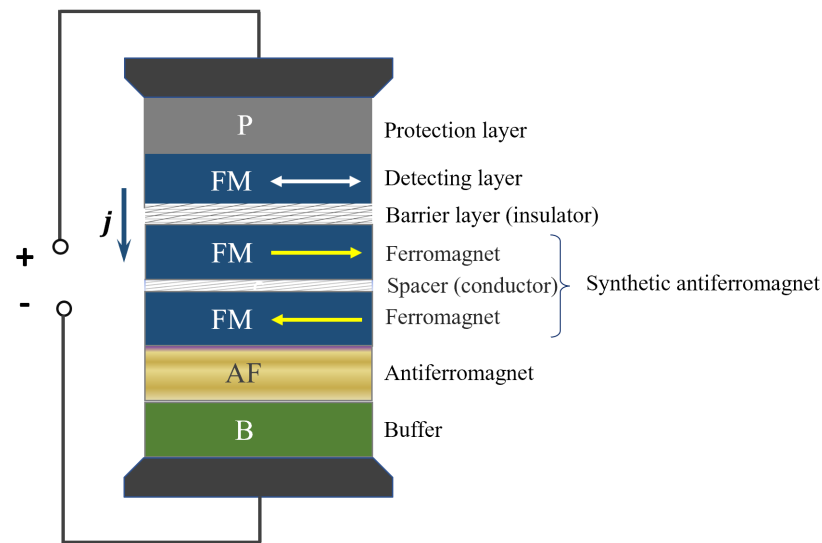 P
Protection layer
FM
Detecting layer
Barrier layer (insulator)
j
+
-
FM
Ferromagnet
Spacer (conductor)
Synthetic antiferromagnet
FM
Ferromagnet
AF
Antiferromagnet
B
Buffer